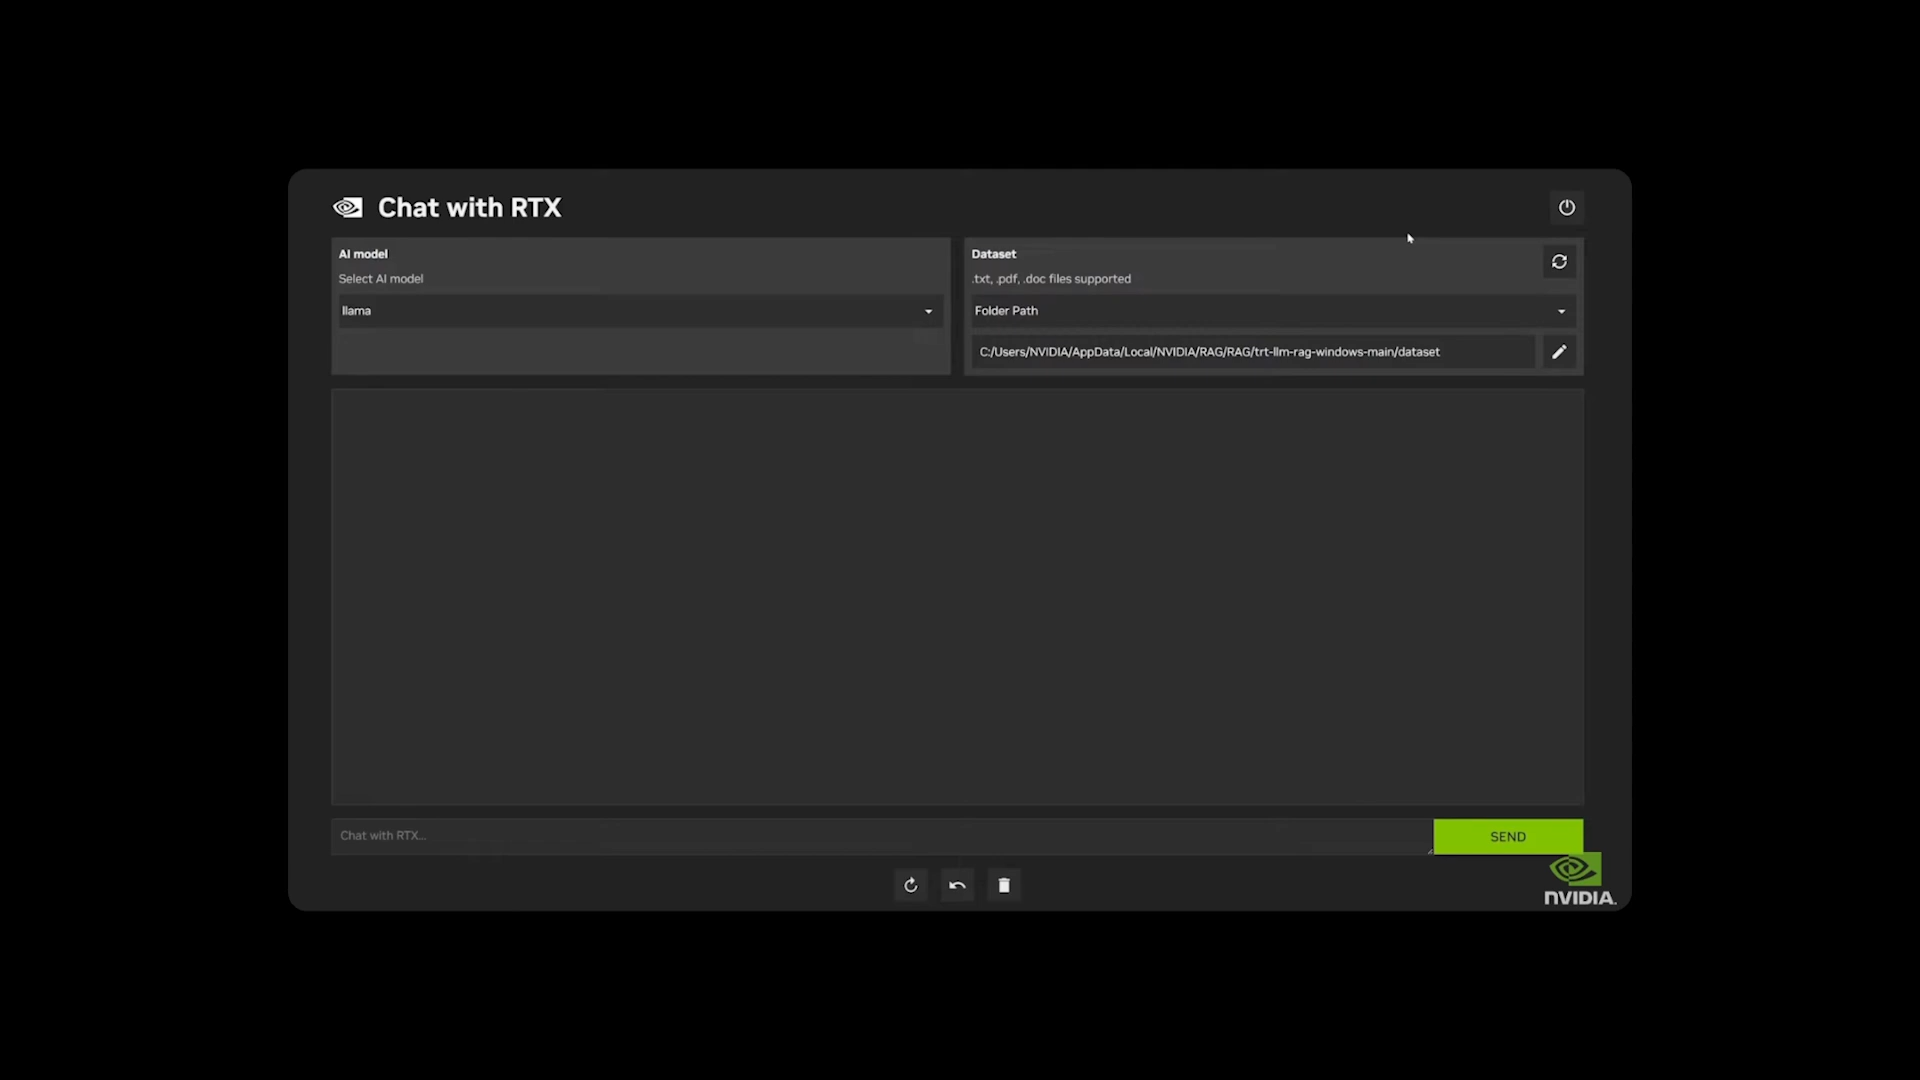 Chat with RTX
AI model
Select AI model
llama
Dataset
.txt, .pdf, .doc files supported
Folder Path
C:/Users/NVIDIA/AppData/Local/NVIDIA/RAG/RAG/trt-llm-rag-windows-main/dataset
Chat with RTX...
SEND
NVIDIA.